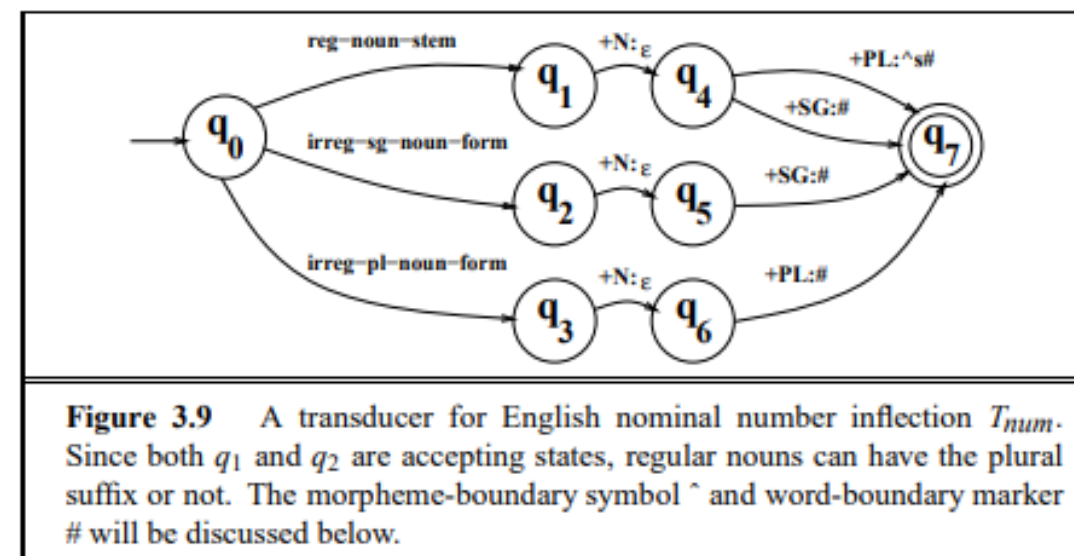 reg−noun−stem
+N:ε
+PL:^s#
q1
q4
+SG:#
q0
irreg−sg−noun−form
+N:ε
+SG:#
q7
q2
q5
irreg−pl−noun−form
+N:ε
+PL:#
q3
q6
Figure 3.9 A transducer for English nominal number inflection Tnum.
Since both q1 and q2 are accepting states, regular nouns can have the plural
suffix or not. The morpheme-boundary symbol ^ and word-boundary marker
# will be discussed below.